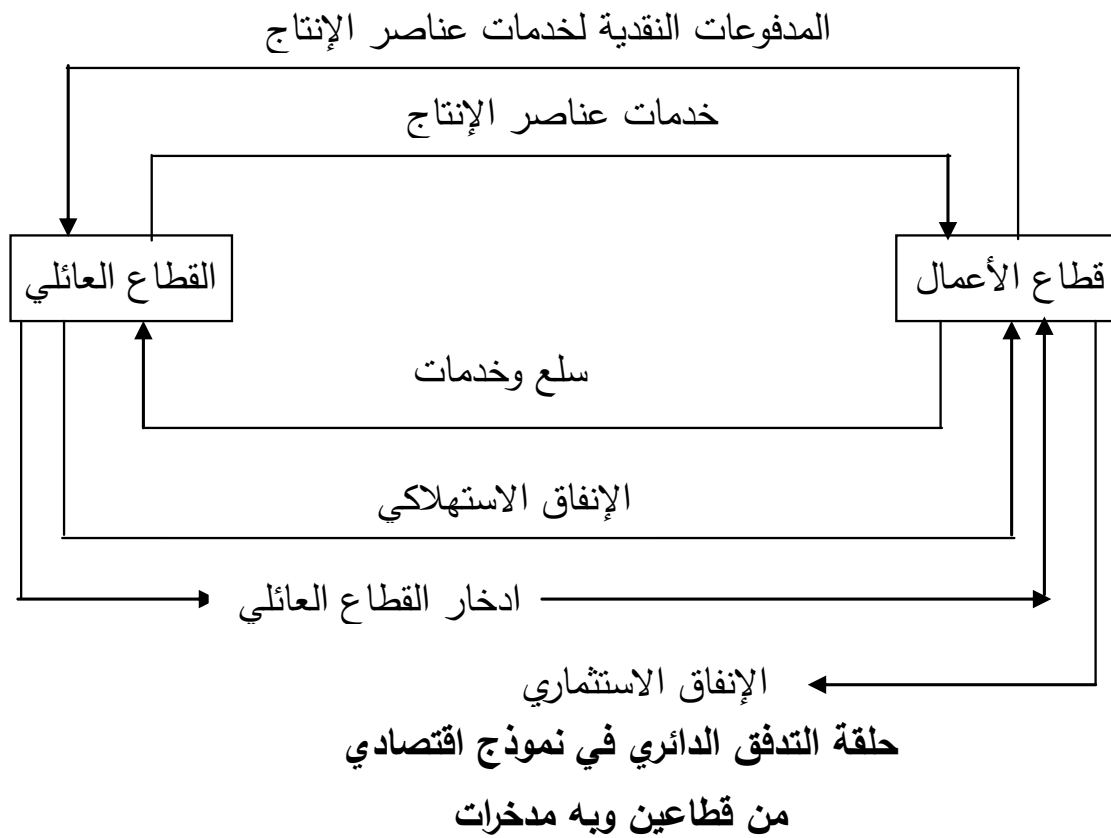 المدفوعات النقدية لخدمات عناصر الإنتاج
خدمات عناصر الإنتاج
قطاع الأعمال
القطاع العائلي
سلع وخدمات
الإنفاق الاستهلاكي
ادخار القطاع العائلي
الإنفاق الاستثماري
حلقة التدفق الدائري في نموذج اقتصادي
من قطاعين وبه مدخرات